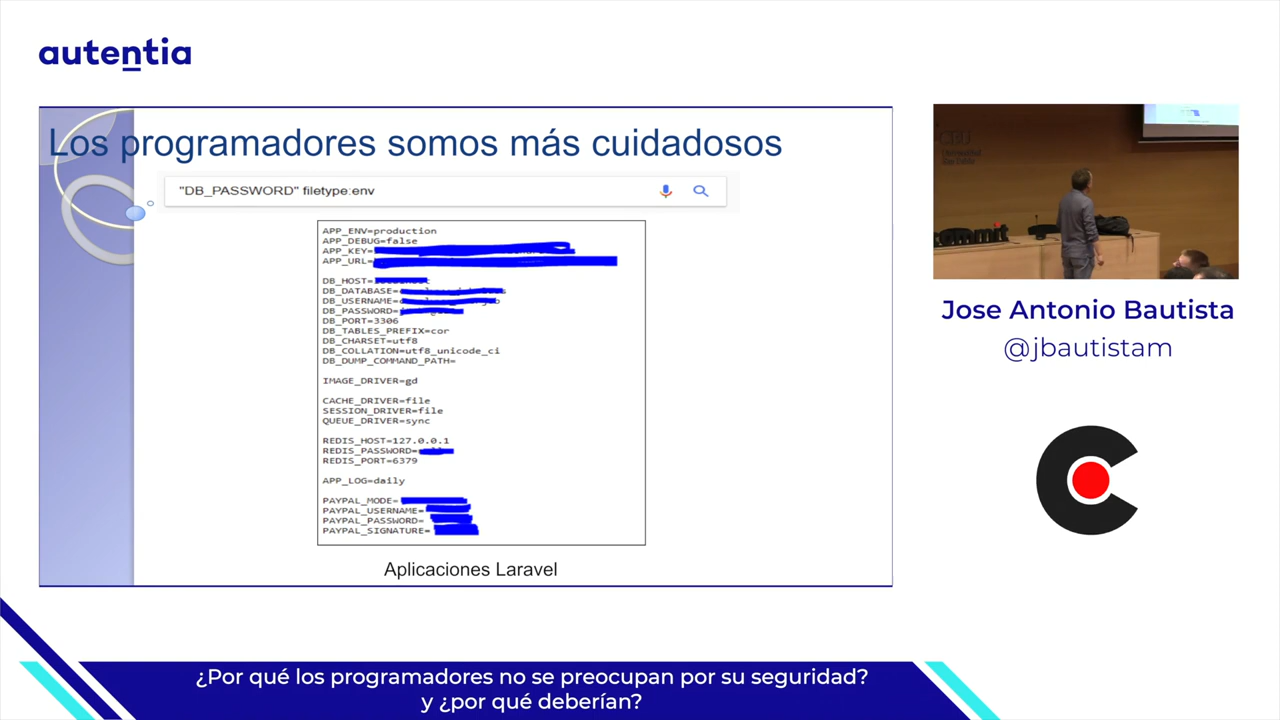 autentia
Los programadores somos más cuidadosos
"DB_PASSWORD" filetype:env
APP_ENV=production
APP_DEBUG=false
APP_KEY=
APP_URL=
DB_HOST=
DB_DATABASE=
DB_USERNAME=
DB_PASSWORD=
DB_PORT=3306
DB_TABLES_PREFIX=cor
DB_CHARSET=utf8
DB_COLLATION=utf8_unicode_ci
DB_DUMP_COMMAND_PATH=
IMAGE_DRIVER=gd
CACHE_DRIVER=file
SESSION_DRIVER=file
QUEUE_DRIVER=sync
REDIS_HOST=127.0.0.1
REDIS_PASSWORD=
REDIS_PORT=6379
APP_LOG=daily
PAYPAL_MODE=
PAYPAL_USERNAME=
PAYPAL_PASSWORD=
PAYPAL_SIGNATURE=
Aplicaciones Laravel
CEU
Jose Antonio Bautista
@jbautistam
¿Por qué los programadores no se preocupan por su seguridad?
y ¿por qué deberían?